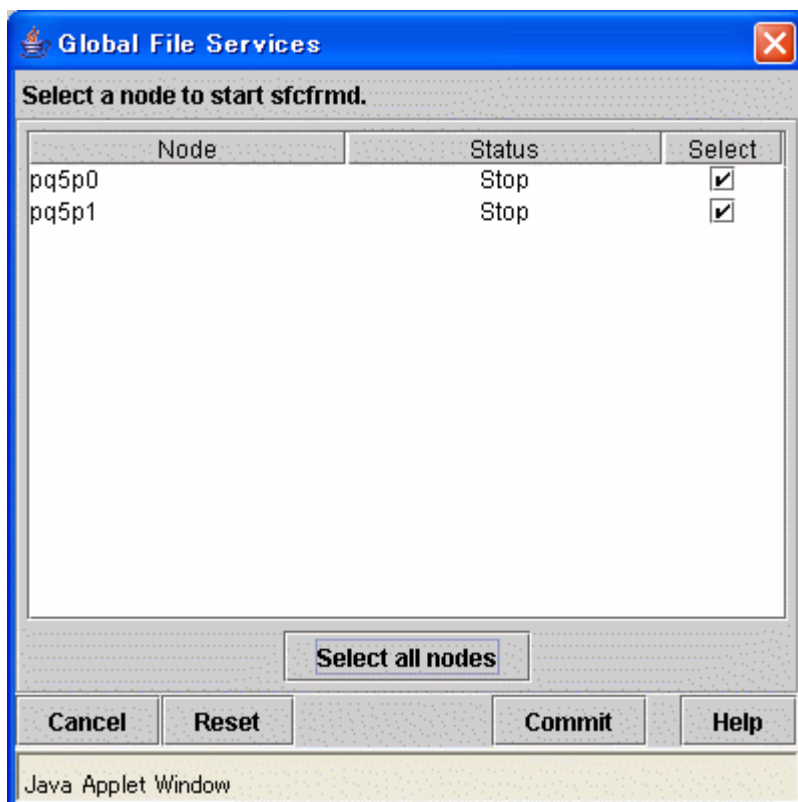 Global File Services
Select a node to start sfcfrmd.
Node Status Select
pq5p0 Stop
pq5p1 Stop
Select all nodes
Cancel Reset Commit Help
Java Applet Window